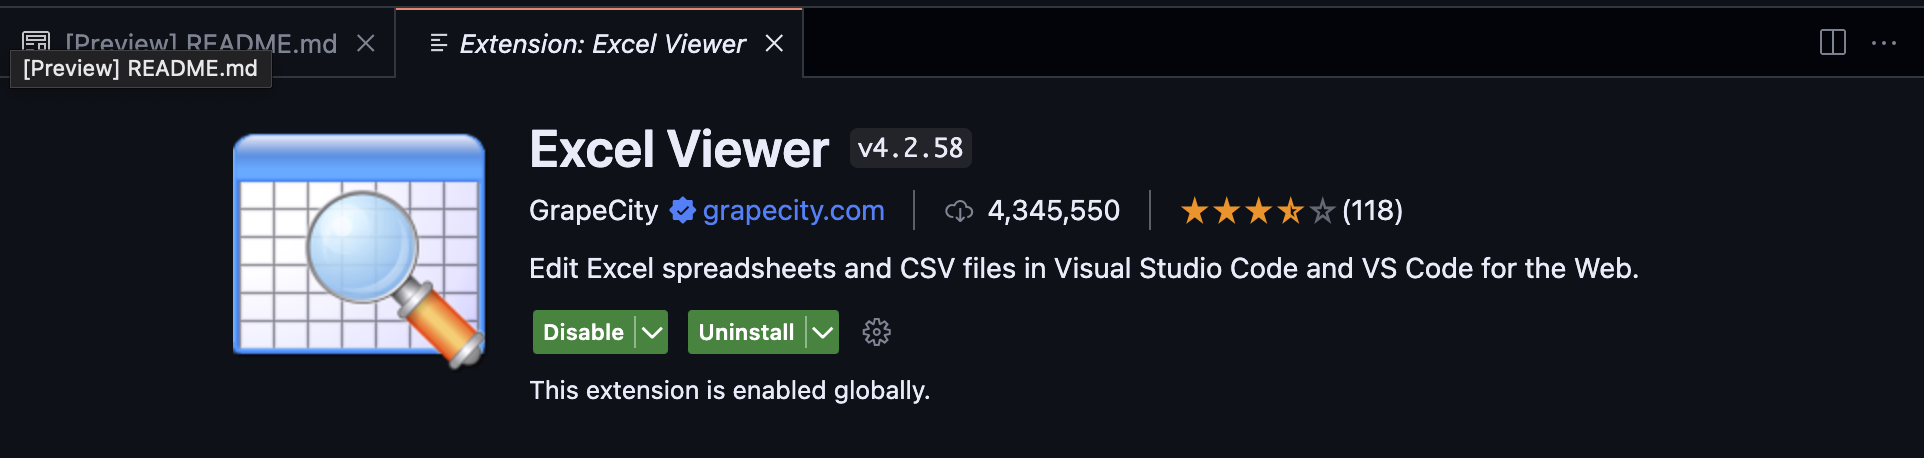 [Preview] README.md
Extension: Excel Viewer
[Preview] README.md
Excel Viewer v4.2.58
GrapeCity grapecity.com 4,345,550 (118)
Edit Excel spreadsheets and CSV files in Visual Studio Code and VS Code for the Web.
Disable Uninstall
This extension is enabled globally.